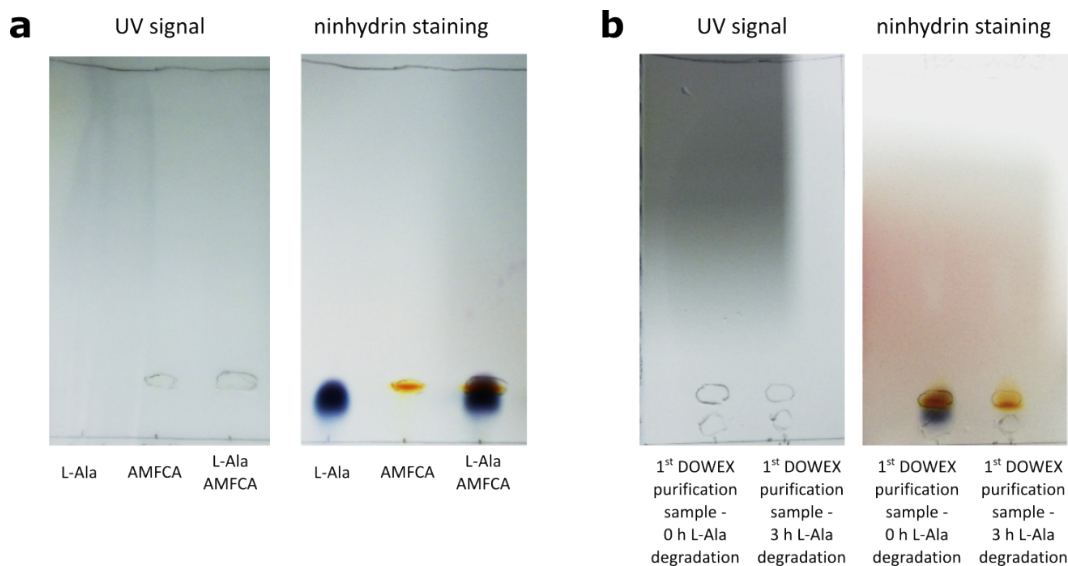 a
UV signal
ninhydrin staining
L-Ala
AMFCA
L-Ala
AMFCA
L-Ala
AMFCA
L-Ala
AMFCA
b
UV signal
ninhydrin staining
1st DOWEX
purification
sample -
0 h L-Ala
degradation
1st DOWEX
purification
sample -
3 h L-Ala
degradation
1st DOWEX
purification
sample -
0 h L-Ala
degradation
1st DOWEX
purification
sample -
3 h L-Ala
degradation